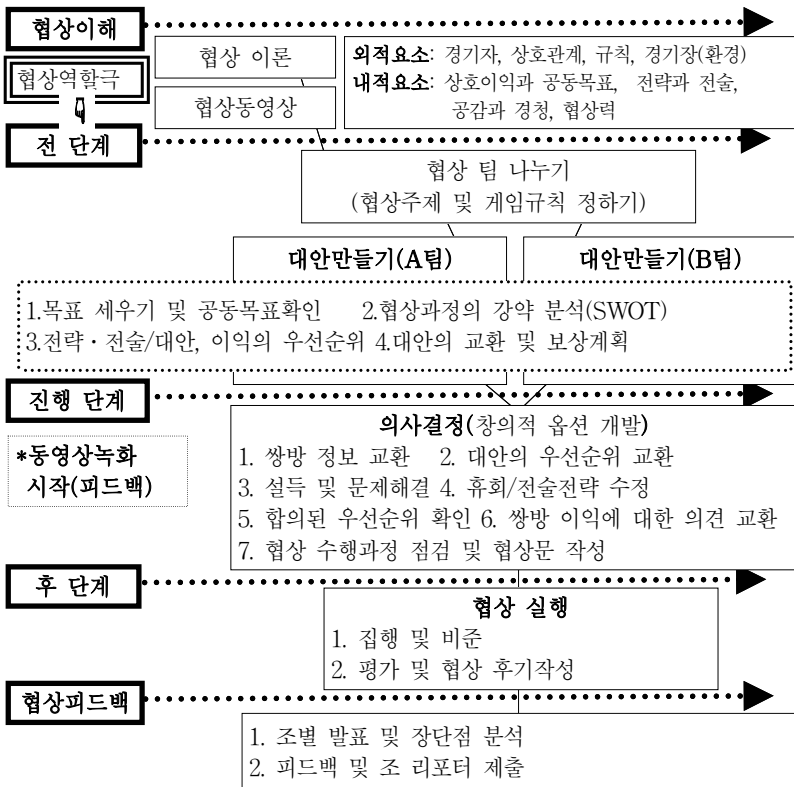 협상이해
협상 이론
외적요소: 경기자, 상호관계, 규칙, 경기장(환경)
내적요소: 상호이익과 공동목표, 전략과 전술,
공감과 경청, 협상력
협상역할극
협상동영상
전 단계
협상 팀 나누기
(협상주제 및 게임규칙 정하기)
대안만들기(A팀)
대안만들기(B팀)
1.목표 세우기 및 공동목표확인 2.협상과정의 강약 분석(SWOT)
3.전략・전술/대안, 이익의 우선순위 4.대안의 교환 및 보상계획
진행 단계
*동영상녹화
시작(피드백)
의사결정(창의적 옵션 개발)
1. 쌍방 정보 교환 2. 대안의 우선순위 교환
3. 설득 및 문제해결 4. 휴회/전술전략 수정
5. 합의된 우선순위 확인 6. 쌍방 이익에 대한 의견 교환
7. 협상 수행과정 점검 및 협상문 작성
후 단계
협상 실행
1. 집행 및 비준
2. 평가 및 협상 후기작성
협상피드백
1. 조별 발표 및 장단점 분석
2. 피드백 및 조 리포터 제출